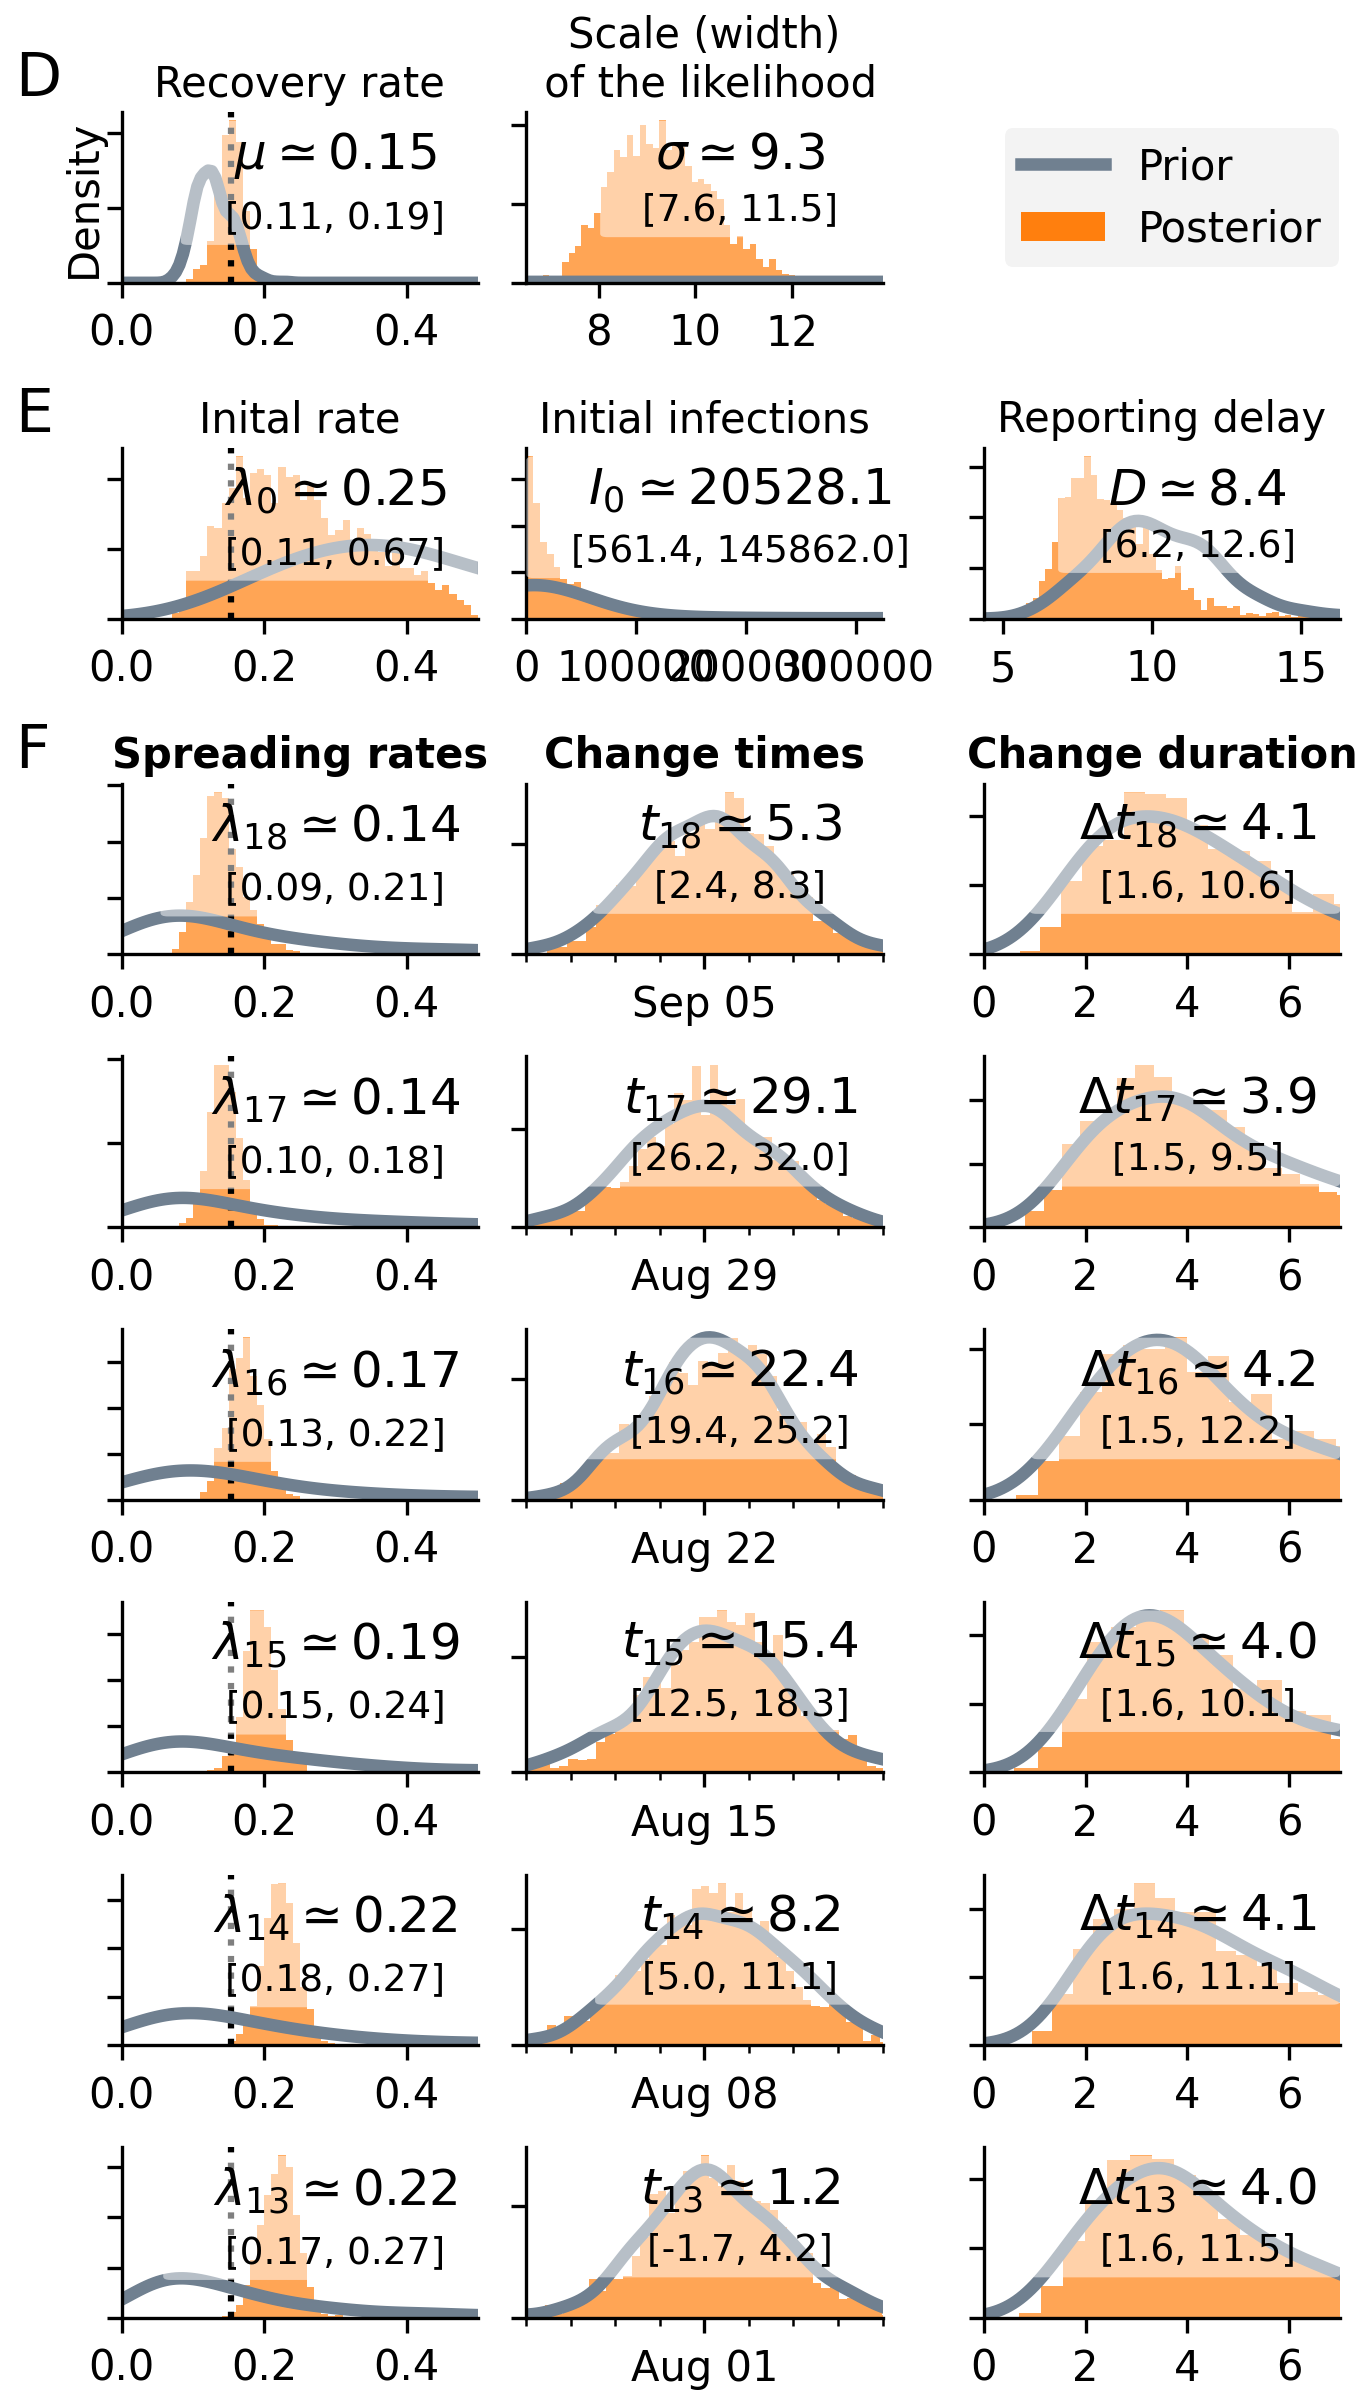 D
Recovery rate
Scale (width)
of the likelihood
Density
μ ≃ 0.15
[0.11, 0.19]
0.0 0.2 0.4
σ ≃ 9.3
[7.6, 11.5]
8 10 12
Prior
Posterior
E
Inital rate
λ0 ≃ 0.25
[0.11, 0.67]
0.0 0.2 0.4
Initial infections
I0 ≃ 20528.1
[561.4, 145862.0]
0 100000 200000 300000
Reporting delay
D ≃ 8.4
[6.2, 12.6]
5 10 15
F
Spreading rates Change times Change duration
λ18 ≃ 0.14
[0.09, 0.21]
0.0 0.2 0.4
t18 ≃ 5.3
[2.4, 8.3]
Sep 05
Δt18 ≃ 4.1
[1.6, 10.6]
0 2 4 6
λ17 ≃ 0.14
[0.10, 0.18]
0.0 0.2 0.4
t17 ≃ 29.1
[26.2, 32.0]
Aug 29
Δt17 ≃ 3.9
[1.5, 9.5]
0 2 4 6
λ16 ≃ 0.17
[0.13, 0.22]
0.0 0.2 0.4
t16 ≃ 22.4
[19.4, 25.2]
Aug 22
Δt16 ≃ 4.2
[1.5, 12.2]
0 2 4 6
λ15 ≃ 0.19
[0.15, 0.24]
0.0 0.2 0.4
t15 ≃ 15.4
[12.5, 18.3]
Aug 15
Δt15 ≃ 4.0
[1.6, 10.1]
0 2 4 6
λ14 ≃ 0.22
[0.18, 0.27]
0.0 0.2 0.4
t14 ≃ 8.2
[5.0, 11.1]
Aug 08
Δt14 ≃ 4.1
[1.6, 11.1]
0 2 4 6
λ13 ≃ 0.22
[0.17, 0.27]
0.0 0.2 0.4
t13 ≃ 1.2
[-1.7, 4.2]
Aug 01
Δt13 ≃ 4.0
[1.6, 11.5]
0 2 4 6